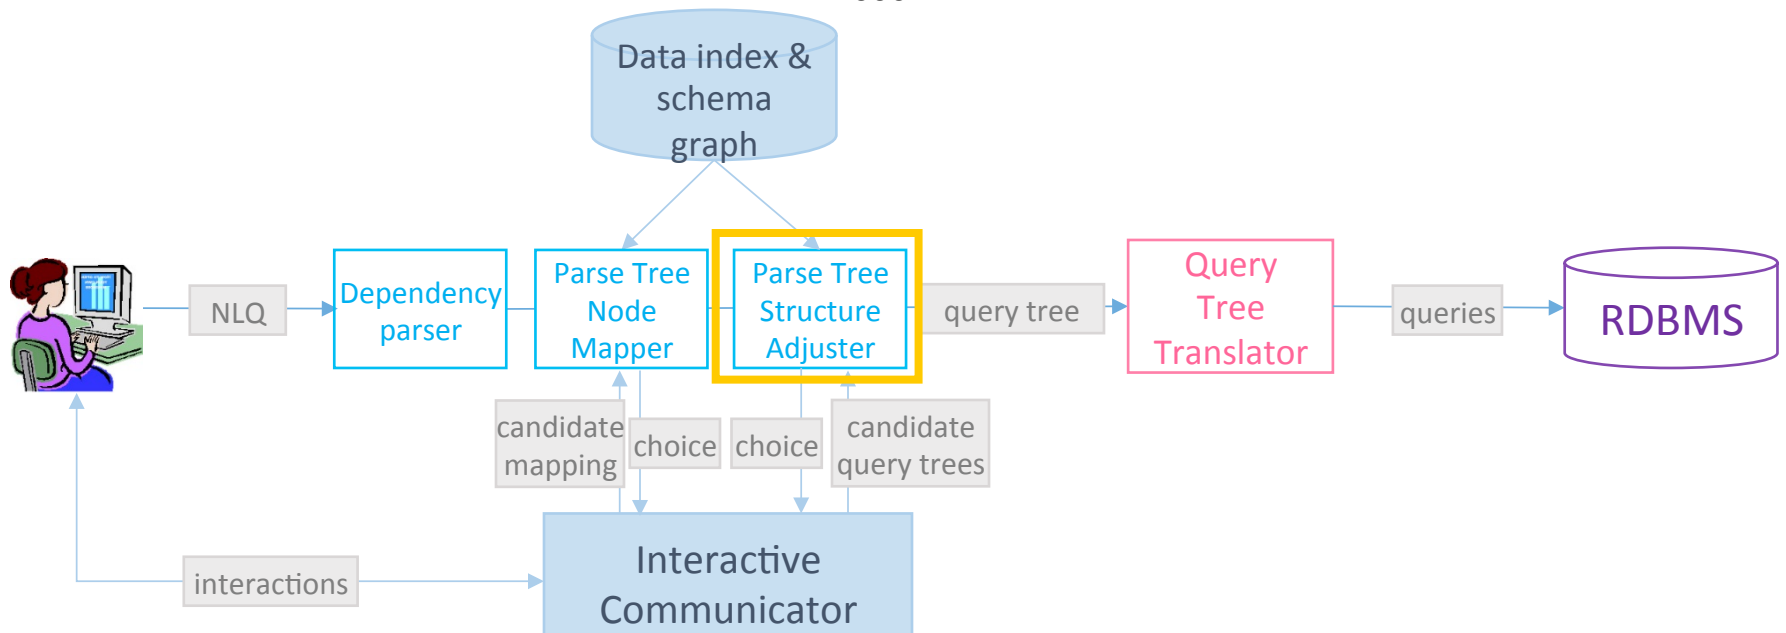 Data index &
schema
graph
NLQ
Dependency
parser
Parse Tree
Node
Mapper
Parse Tree
Structure
Adjuster
query tree
Query
Tree
Translator
queries
RDBMS
candidate
mapping
choice
choice
candidate
query trees
interactions
Interactive
Communicator